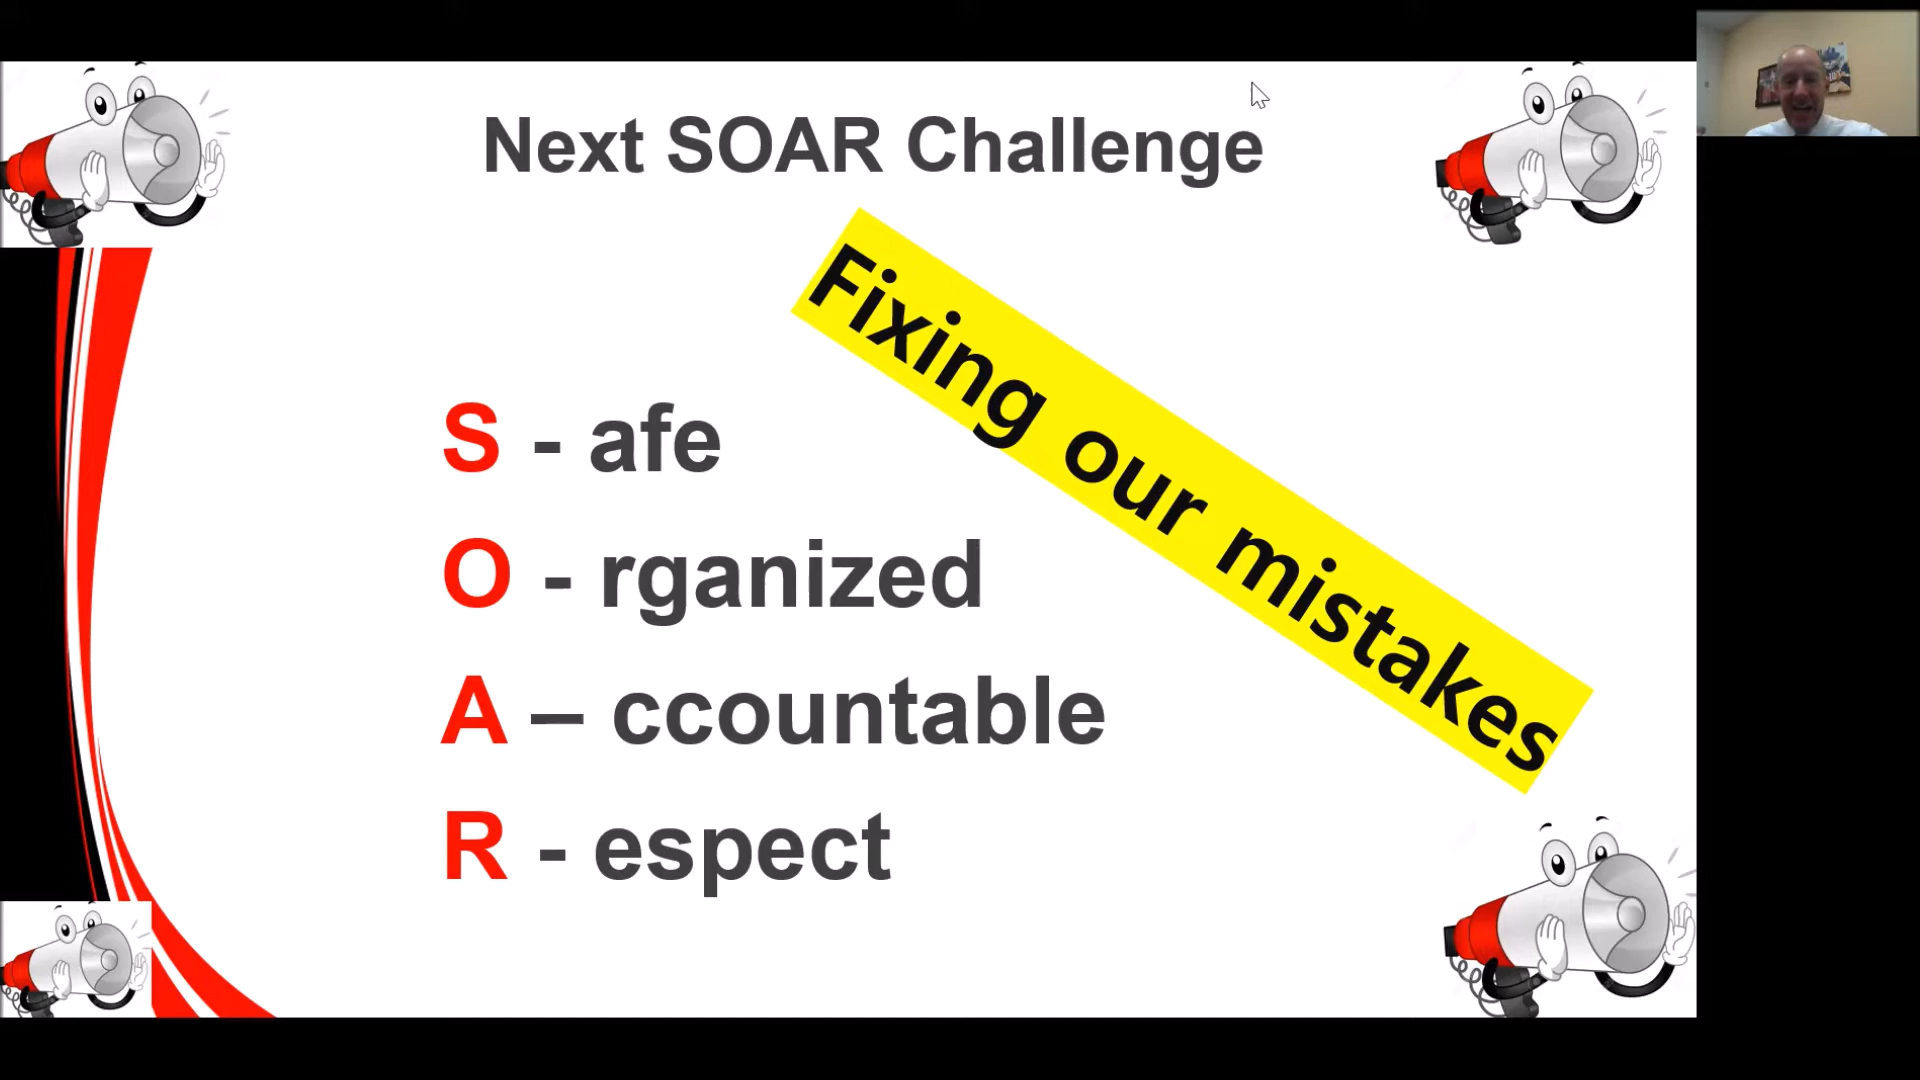 Next SOAR Challenge
Fixing our mistakes
S - afe
O - rganized
A – ccountable
R - espect